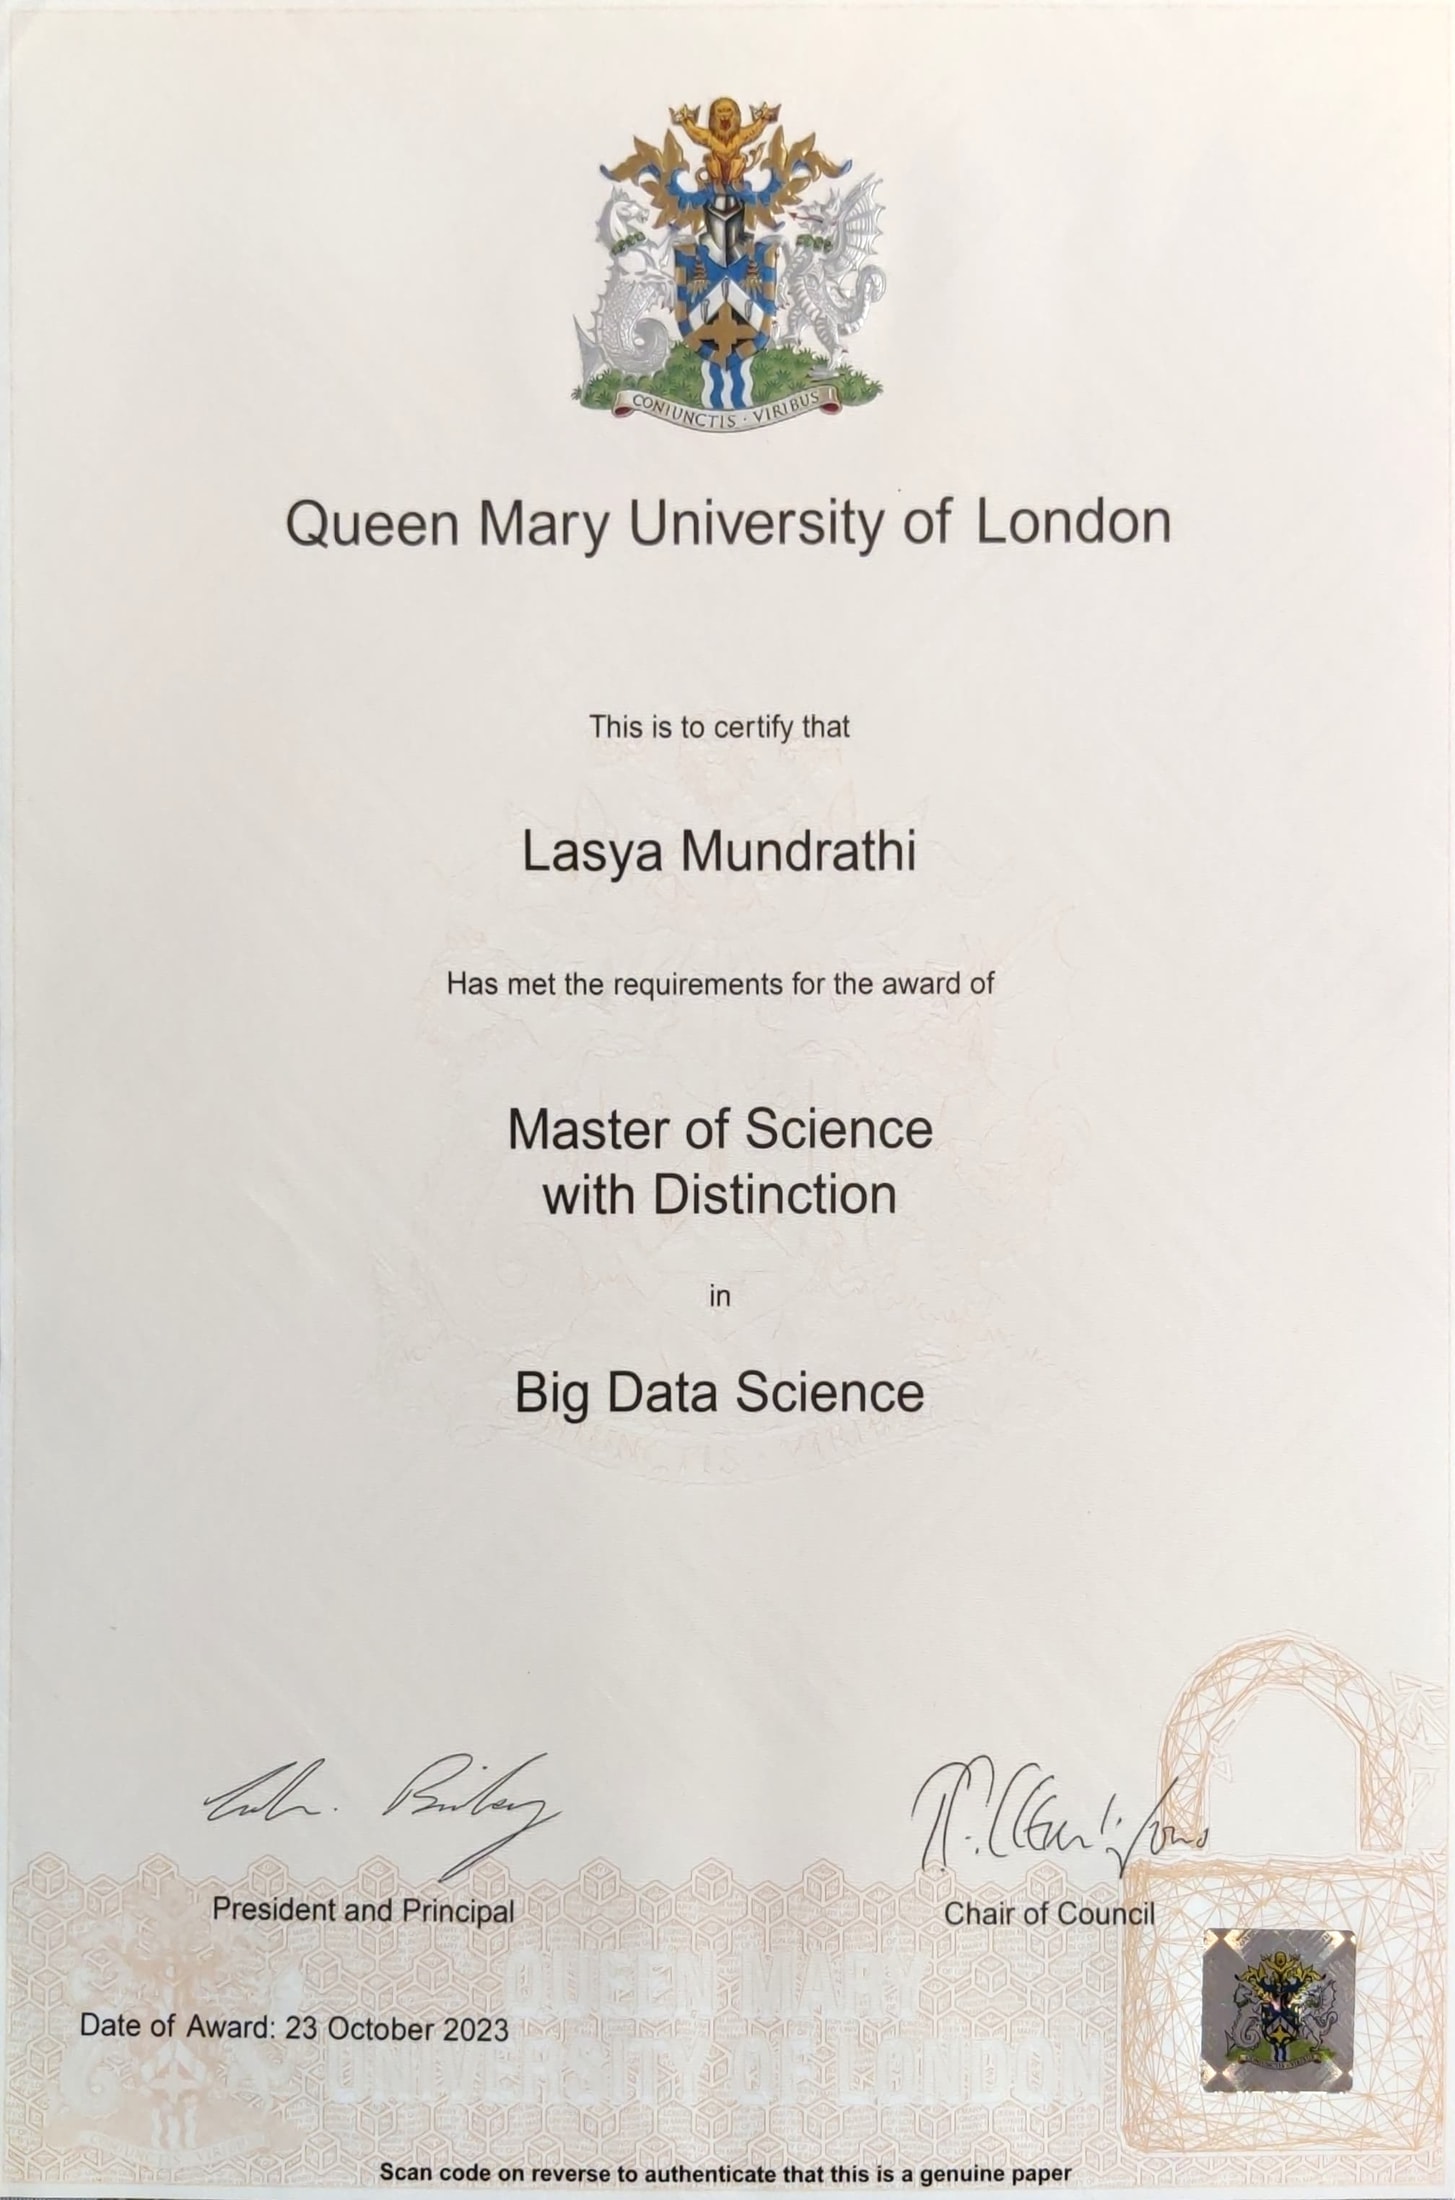 CONIUNCTIS · VIRIBUS
Queen Mary University of London
This is to certify that
Lasya Mundrathi
Has met the requirements for the award of
Master of Science
with Distinction
in
Big Data Science
President and Principal
Chair of Council
QUEEN MARY
UNIVERSITY OF LONDON
Date of Award: 23 October 2023
Scan code on reverse to authenticate that this is a genuine paper